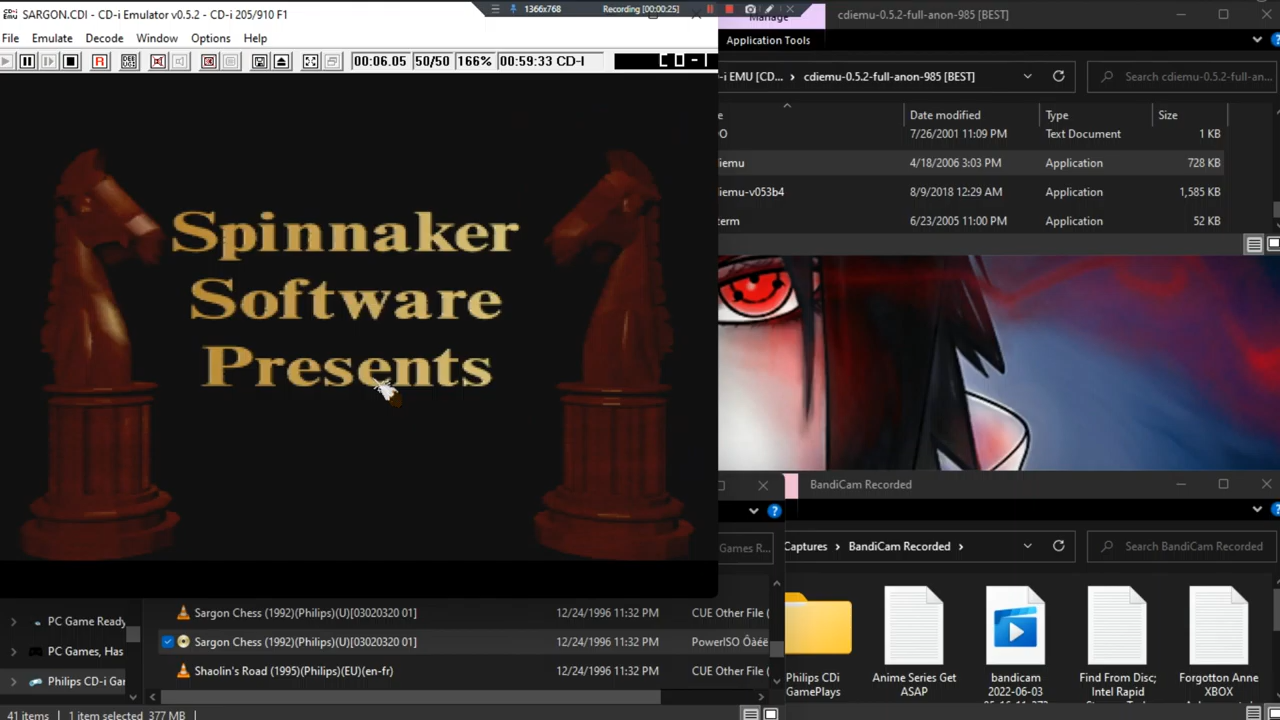 SARGON.CDI - CD-i Emulator v0.5.2 - CD-i 205/910 F1
1366x768
Recording [00:00:25]
Manage
cdiemu-0.5.2-full-anon-985 [BEST]
File Emulate Decode Window Options Help
Application Tools
00:06.05 50/50 166% 00:59:33 CD-I
CD-I
-i EMU [CD... > cdiemu-0.5.2-full-anon-985 [BEST]
Search cdiemu-0.5.2-full-an...
Date modified Type Size
DO 7/26/2001 11:09 PM Text Document 1 KB
iemu 4/18/2006 3:03 PM Application 728 KB
iemu-v053b4 8/9/2018 12:29 AM Application 1,585 KB
term 6/23/2005 11:00 PM Application 52 KB
Spinnaker
Software
Presents
BandiCam Recorded
Games R...
Captures > BandiCam Recorded >
Search BandiCam Recorded
PC Game Ready
PC Games, Has
Philips CD-i Gar
Sargon Chess (1992)(Philips)(U)[03020320 01] 12/24/1996 11:32 PM CUE Other File (
Sargon Chess (1992)(Philips)(U)[03020320 01] 12/24/1996 11:32 PM PowerISO Ôàéë
Shaolin's Road (1995)(Philips)(EU)(en-fr) 12/24/1996 11:32 PM CUE Other File (
Philips CDi
GamePlays
Anime Series Get
ASAP
bandicam
2022-06-03
Find From Disc;
Intel Rapid
Forgotton Anne
XBOX
41 items 1 item selected 377 MB